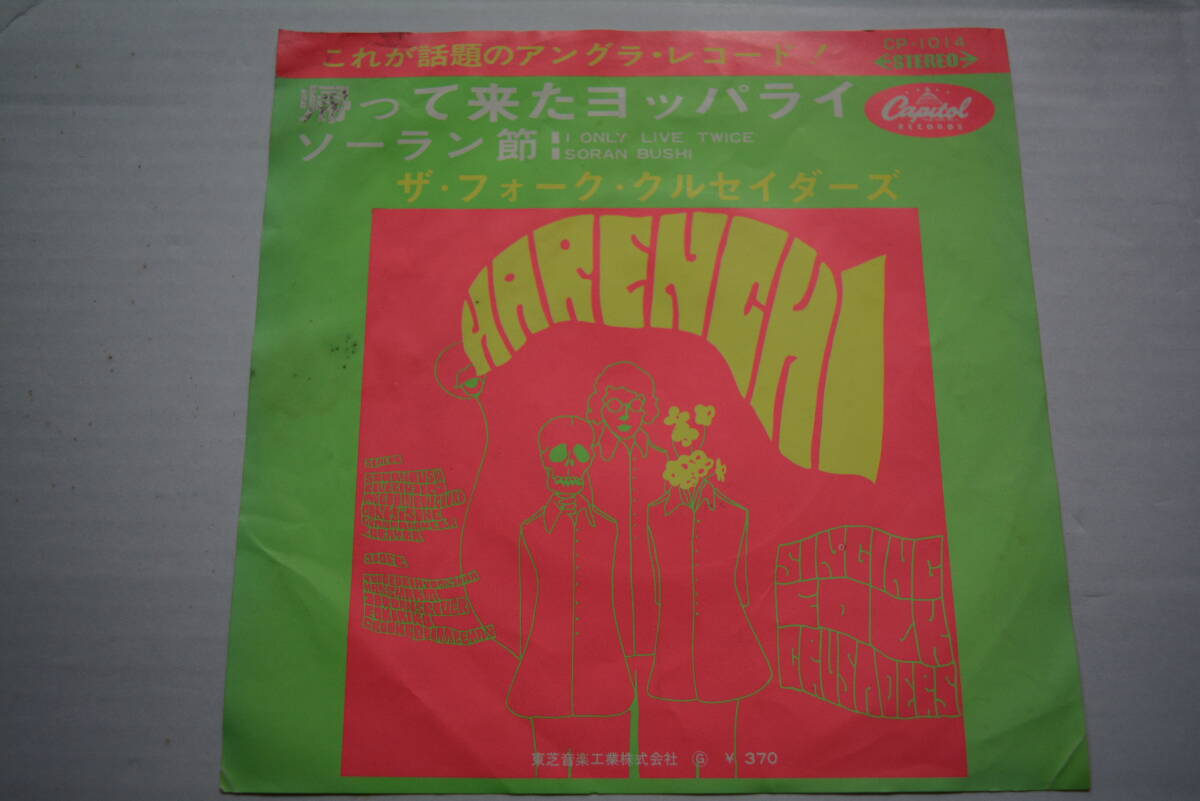 これが話題のアングラ・レコード!
CP-1014
STEREO
帰って来たヨッパライ
ソーラン節
I ONLY LIVE TWICE
SORAN BUSHI
Capitol
RECORDS
ザ・フォーク・クルセイダーズ
HARENCHI
SINGING
FOLK
CRUSADERS
東芝音楽工業株式会社 Ⓖ ¥ 370